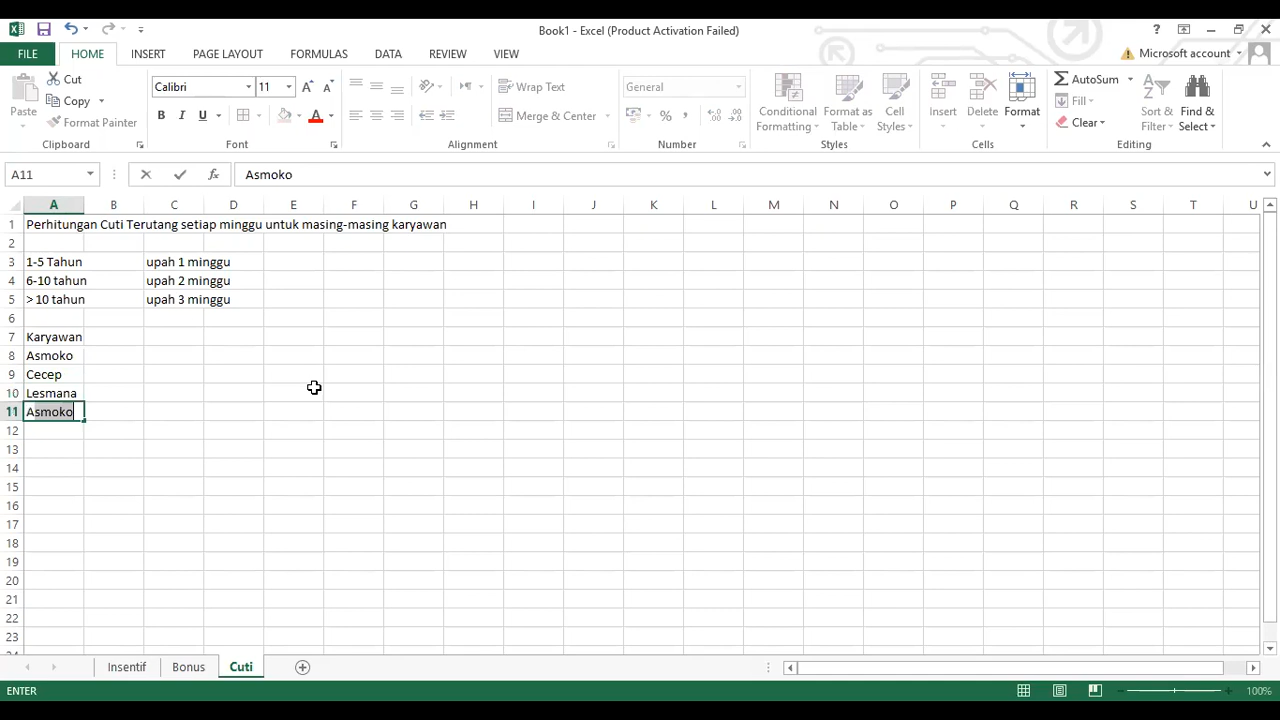 Book1 - Excel (Product Activation Failed)
FILE HOME INSERT PAGE LAYOUT FORMULAS DATA REVIEW VIEW Microsoft account
Paste
Cut
Copy
Format Painter
Clipboard
Calibri 11
B I U
Font
Wrap Text
Merge & Center
Alignment
General
Number
Conditional Formatting
Format as Table
Cell Styles
Styles
Insert Delete Format
Cells
AutoSum
Fill
Clear
Sort & Filter
Find & Select
Editing
A11 fx Asmoko
A B C D E F G H I J K L M N O P Q R S T U
1 Perhitungan Cuti Terutang setiap minggu untuk masing-masing karyawan
2
3 1-5 Tahun upah 1 minggu
4 6-10 tahun upah 2 minggu
5 > 10 tahun upah 3 minggu
6
7 Karyawan
8 Asmoko
9 Cecep
10 Lesmana
11 Asmoko
12
13
14
15
16
17
18
19
20
21
22
23
Insentif Bonus Cuti
ENTER 100%